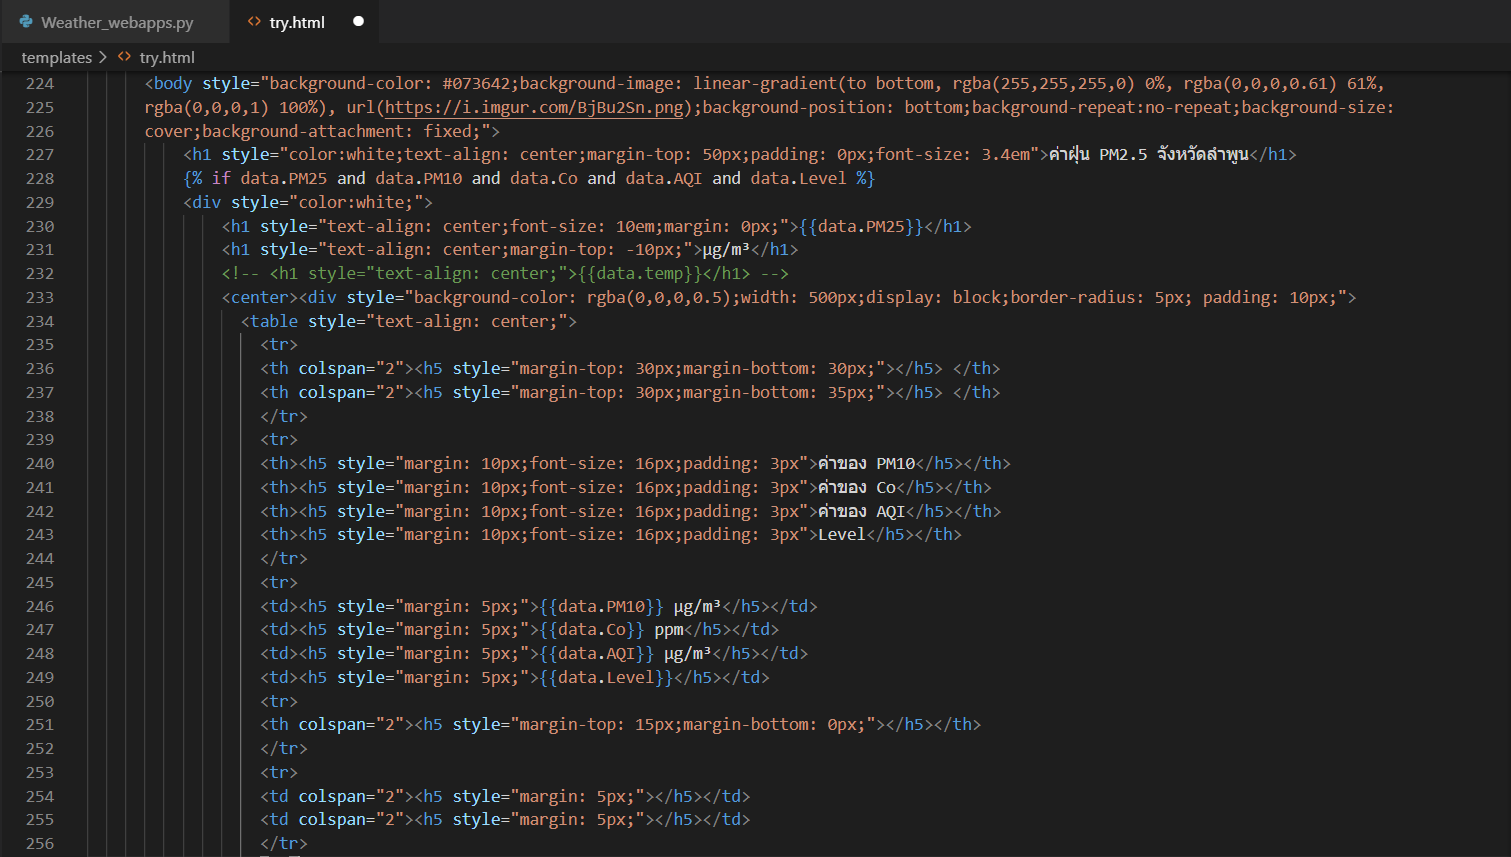 Weather_webapps.py
try.html
templates > try.html
224 <body style="background-color: #073642;background-image: linear-gradient(to bottom, rgba(255,255,255,0) 0%, rgba(0,0,0,0.61) 61%,
225 rgba(0,0,0,1) 100%), url(https://i.imgur.com/BjBu2Sn.png);background-position: bottom;background-repeat:no-repeat;background-size:
226 cover;background-attachment: fixed;">
227 <h1 style="color:white;text-align: center;margin-top: 50px;padding: 0px;font-size: 3.4em">ค่าฝุ่น PM2.5 จังหวัดลำพูน</h1>
228 {% if data.PM25 and data.PM10 and data.Co and data.AQI and data.Level %}
229 <div style="color:white;">
230 <h1 style="text-align: center;font-size: 10em;margin: 0px;">{{data.PM25}}</h1>
231 <h1 style="text-align: center;margin-top: -10px;">µg/m³</h1>
232 <!-- <h1 style="text-align: center;">{{data.temp}}</h1> -->
233 <center><div style="background-color: rgba(0,0,0,0.5);width: 500px;display: block;border-radius: 5px; padding: 10px;">
234 <table style="text-align: center;">
235 <tr>
236 <th colspan="2"><h5 style="margin-top: 30px;margin-bottom: 30px;"></h5> </th>
237 <th colspan="2"><h5 style="margin-top: 30px;margin-bottom: 35px;"></h5> </th>
238 </tr>
239 <tr>
240 <th><h5 style="margin: 10px;font-size: 16px;padding: 3px">ค่าของ PM10</h5></th>
241 <th><h5 style="margin: 10px;font-size: 16px;padding: 3px">ค่าของ Co</h5></th>
242 <th><h5 style="margin: 10px;font-size: 16px;padding: 3px">ค่าของ AQI</h5></th>
243 <th><h5 style="margin: 10px;font-size: 16px;padding: 3px">Level</h5></th>
244 </tr>
245 <tr>
246 <td><h5 style="margin: 5px;">{{data.PM10}} µg/m³</h5></td>
247 <td><h5 style="margin: 5px;">{{data.Co}} ppm</h5></td>
248 <td><h5 style="margin: 5px;">{{data.AQI}} µg/m³</h5></td>
249 <td><h5 style="margin: 5px;">{{data.Level}}</h5></td>
250 <tr>
251 <th colspan="2"><h5 style="margin-top: 15px;margin-bottom: 0px;"></h5></th>
252 </tr>
253 <tr>
254 <td colspan="2"><h5 style="margin: 5px;"></h5></td>
255 <td colspan="2"><h5 style="margin: 5px;"></h5></td>
256 </tr>